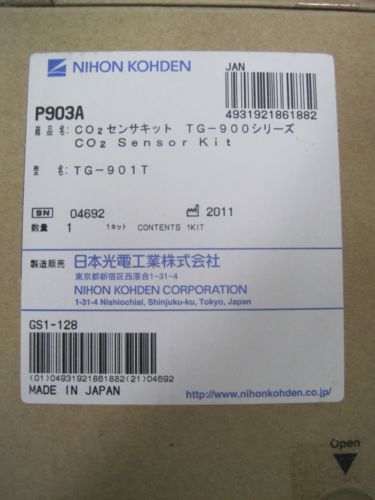 NIHON KOHDEN
JAN
4931921861882
P903A
商品名: CO₂センサキット TG-900シリーズ
CO₂ Sensor Kit
型 名: TG-901T
SN 04692 2011
数量 1 1キット CONTENTS 1KIT
製造販売 日本光電工業株式会社
東京都新宿区西落合1-31-4
NIHON KOHDEN CORPORATION
1-31-4 Nishiochiai, Shinjuku-ku, Tokyo, Japan
GS1-128
(01)04931921861882(21)04692
MADE IN JAPAN
http://www.nihonkohden.co.jp/
Open